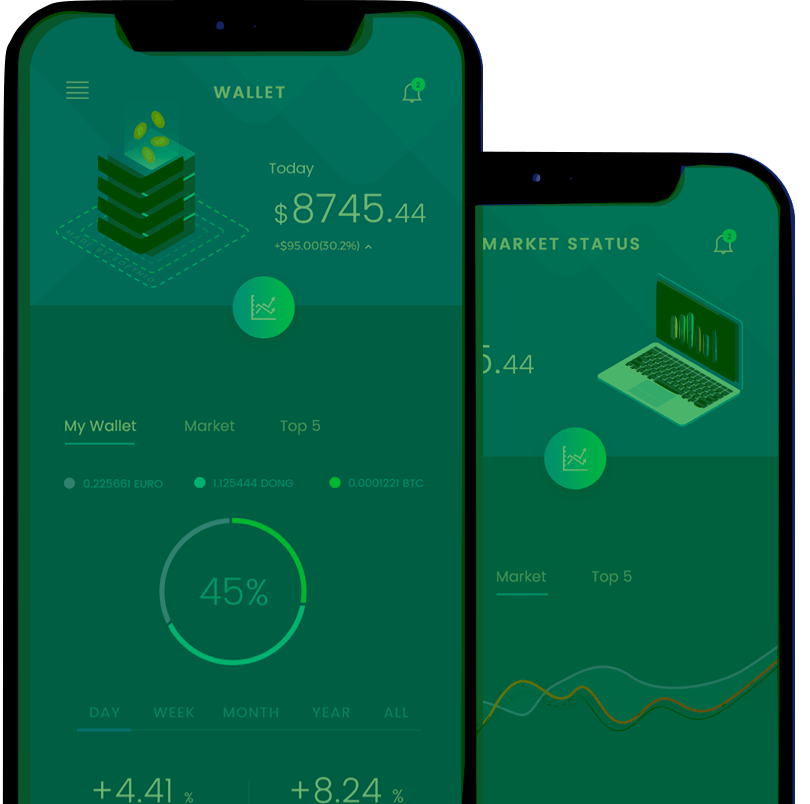 WALLET
2
Today
$8745.44
+$95.00(30.2%)
My Wallet Market Top 5
0.225661 EURO 1.125444 DONG 0.0001221 BTC
45%
DAY WEEK MONTH YEAR ALL
+4.41 % +8.24 %
MARKET STATUS
2
5.44
Market Top 5